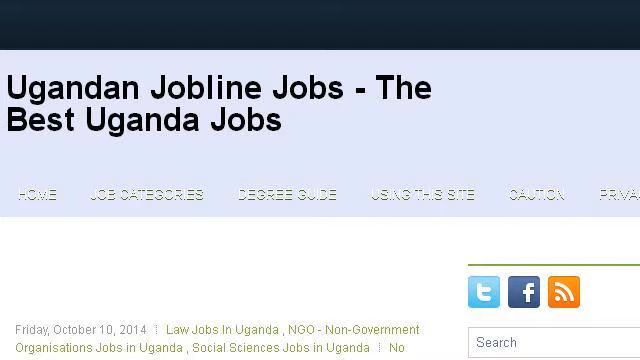 Ugandan Jobline Jobs - The
Best Uganda Jobs
HOME JOB CATEGORIES DEGREE GUIDE USING THIS SITE CAUTION PRIVA
Friday, October 10, 2014 Law Jobs In Uganda , NGO - Non-Government
Organisations Jobs in Uganda , Social Sciences Jobs in Uganda No
Search